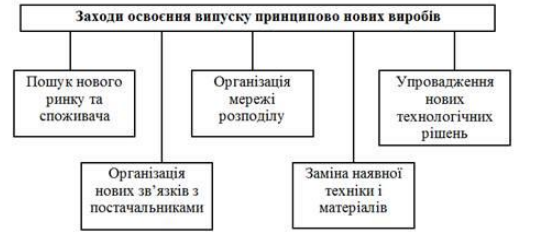 Заходи освоєння випуску принципово нових виробів
Пошук нового
ринку та
споживача
Організація
мережі
розподілу
Упровадження
нових
технологічних
рішень
Організація
нових зв’язків з
постачальниками
Заміна наявної
техніки і
матеріалів